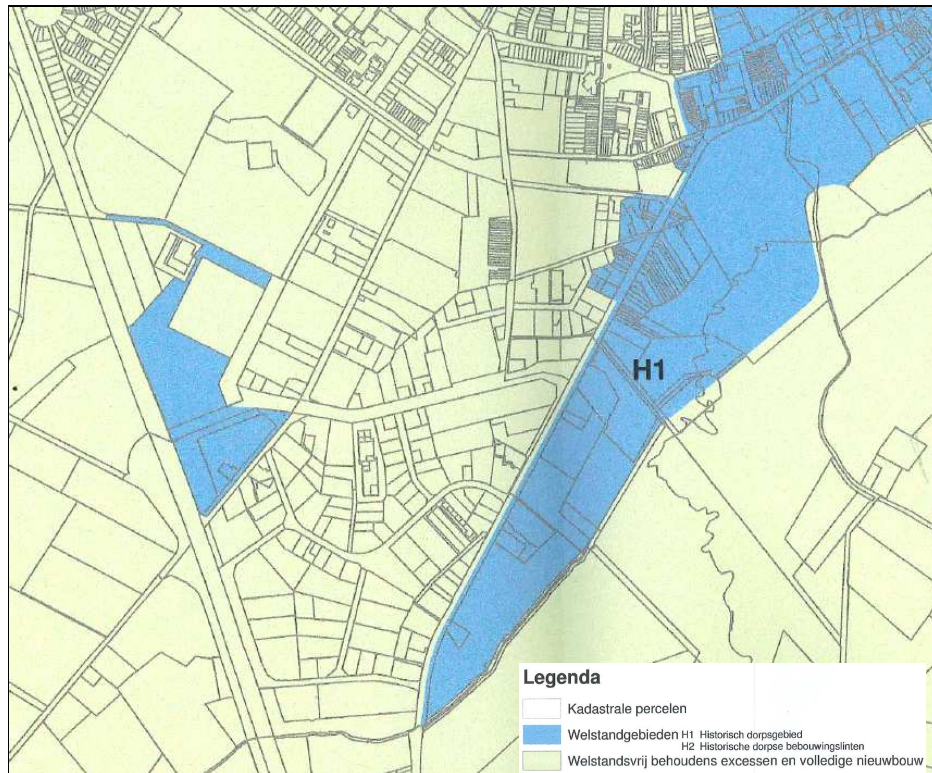 H1
Legenda
Kadastrale percelen
Welstandgebieden H1 Historisch dorpsgebied
H2 Historische dorpse bebouwingslinten
Welstandsvrij behoudens excessen en volledige nieuwbouw